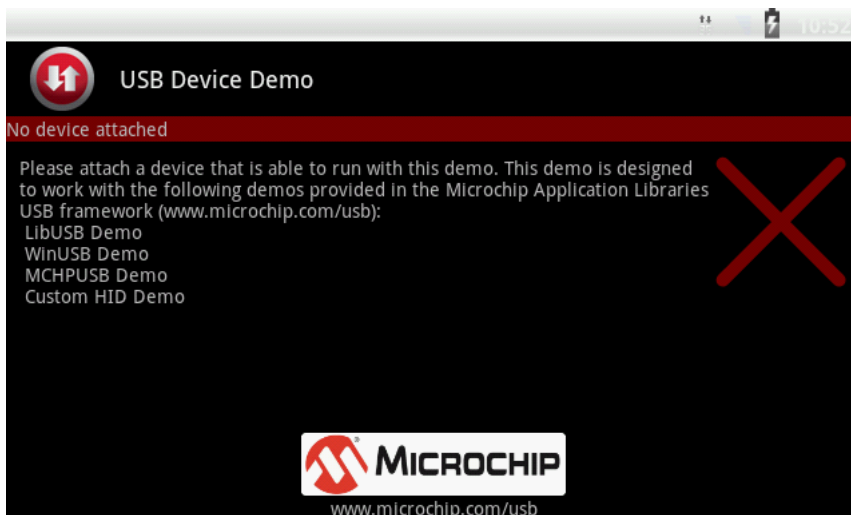 10:52
USB Device Demo
No device attached
Please attach a device that is able to run with this demo. This demo is designed
to work with the following demos provided in the Microchip Application Libraries
USB framework (www.microchip.com/usb):
LibUSB Demo
WinUSB Demo
MCHPUSB Demo
Custom HID Demo
MICROCHIP
www.microchip.com/usb